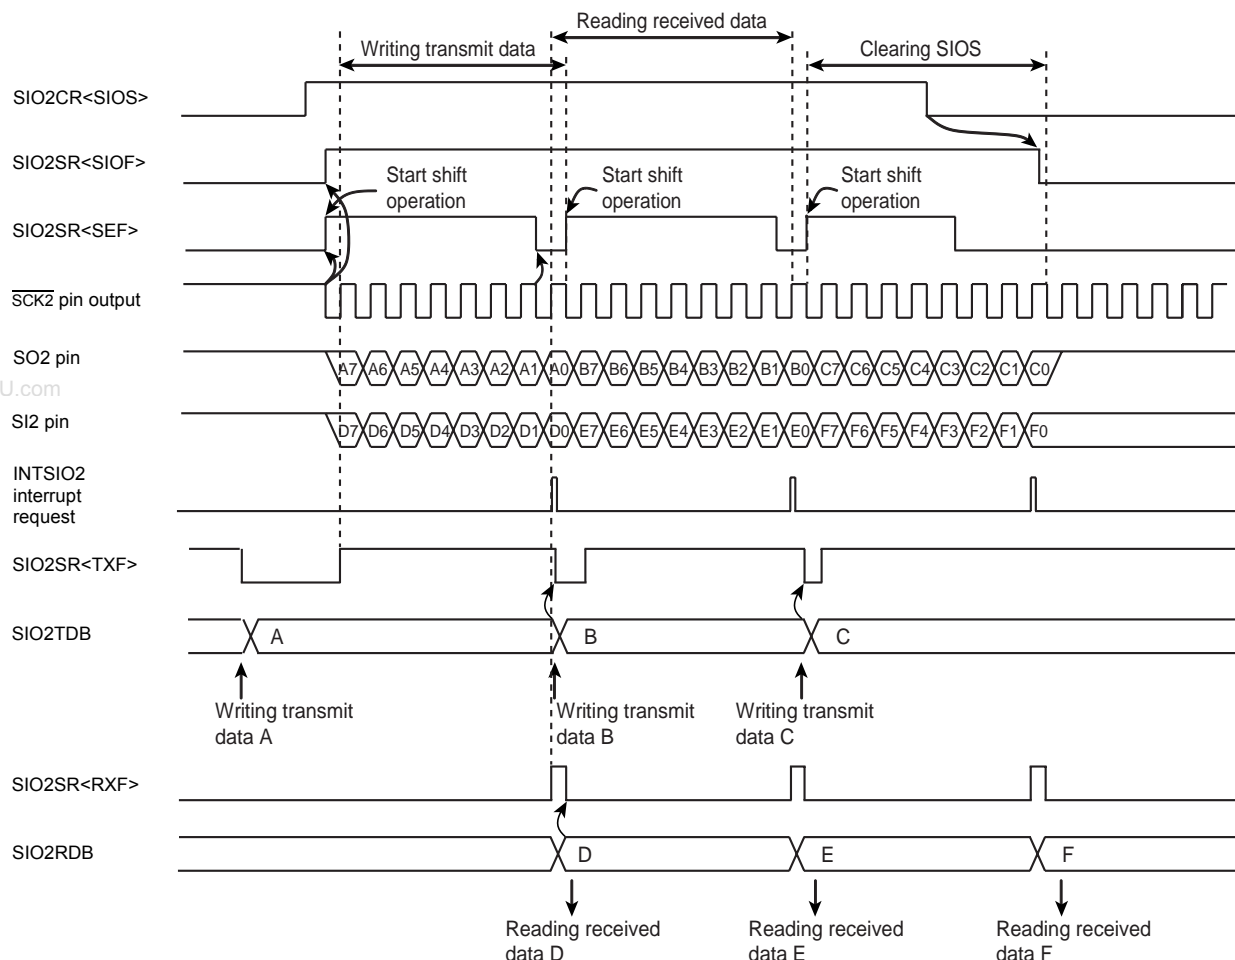 Reading received data
Writing transmit data
Clearing SIOS
SIO2CR<SIOS>
SIO2SR<SIOF>
Start shift
operation
Start shift
operation
Start shift
operation
SIO2SR<SEF>
SCK2 pin output
SO2 pin
A7 A6 A5 A4 A3 A2 A1 A0 B7 B6 B5 B4 B3 B2 B1 B0 C7 C6 C5 C4 C3 C2 C1 C0
U.com
SI2 pin
D7 D6 D5 D4 D3 D2 D1 D0 E7 E6 E5 E4 E3 E2 E1 E0 F7 F6 F5 F4 F3 F2 F1 F0
INTSIO2
interrupt
request
SIO2SR<TXF>
SIO2TDB
A
B
C
Writing transmit
data A
Writing transmit
data B
Writing transmit
data C
SIO2SR<RXF>
SIO2RDB
D
E
F
Reading received
data D
Reading received
data E
Reading received
data F